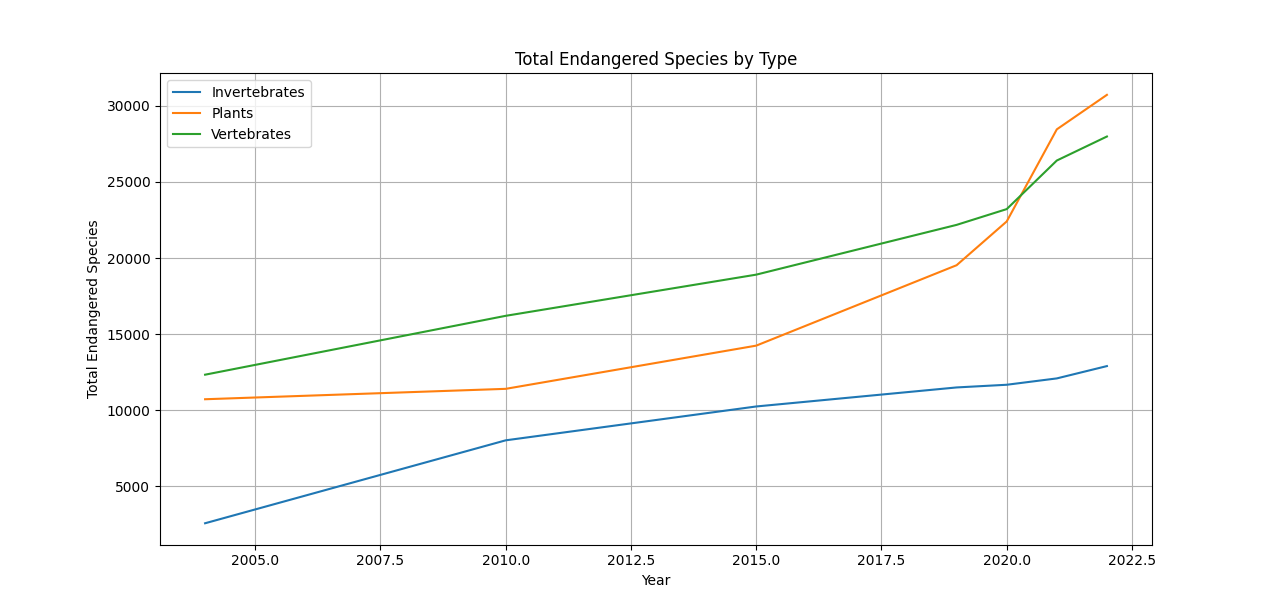 Total Endangered Species by Type
Invertebrates
Plants
Vertebrates
30000
25000
20000
15000
10000
5000
Total Endangered Species
2005.0 2007.5 2010.0 2012.5 2015.0 2017.5 2020.0 2022.5
Year